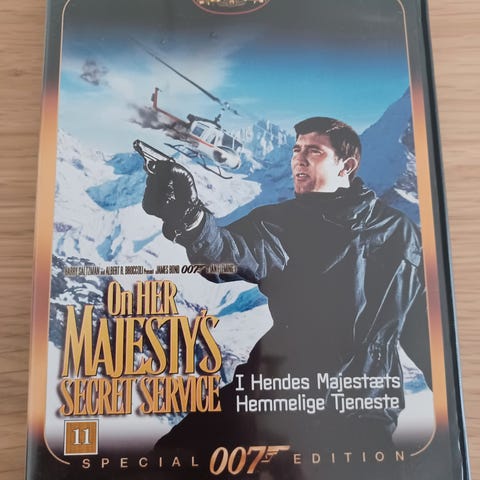 HARRY SALTZMAN and ALBERT R. BROCCOLI Present JAMES BOND 007 IAN FLEMING
On HER
MAJESTY'S
SECRET SERVICE
I Hendes Majestæts
Hemmelige Tjeneste
11
SPECIAL 007 EDITION